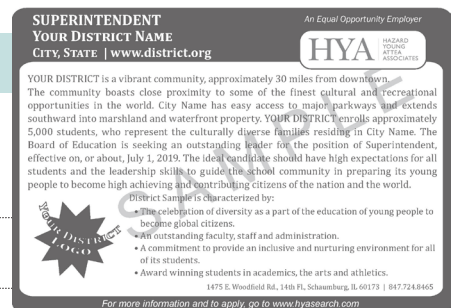 SUPERINTENDENT
An Equal Opportunity Employer
YOUR DISTRICT NAME
CITY, STATE | www.district.org
HYA
HAZARD
YOUNG
ATTEA
ASSOCIATES
YOUR DISTRICT is a vibrant community, approximately 30 miles from downtown.
The community boasts close proximity to some of the finest cultural and recreational
opportunities in the world. City Name has easy access to major parkways and extends
southward into marshland and waterfront property. YOUR DISTRICT enrolls approximately
5,000 students, who represent the culturally diverse families residing in City Name. The
Board of Education is seeking an outstanding leader for the position of Superintendent,
effective on, or about, July 1, 2019. The ideal candidate should have high expectations for all
students and the leadership skills to guide the school community in preparing its young
people to become high achieving and contributing citizens of the nation and the world.
SAMPLE
YOUR DISTRICT
LOGO
District Sample is characterized by:
• The celebration of diversity as a part of the education of young people to
become global citizens.
• An outstanding faculty, staff and administration.
• A commitment to provide an inclusive and nurturing environment for all
of its students.
• Award winning students in academics, the arts and athletics.
1475 E. Woodfield Rd., 14th Fl., Schaumburg, IL 60173 | 847.724.8465
For more information and to apply, go to www.hyasearch.com